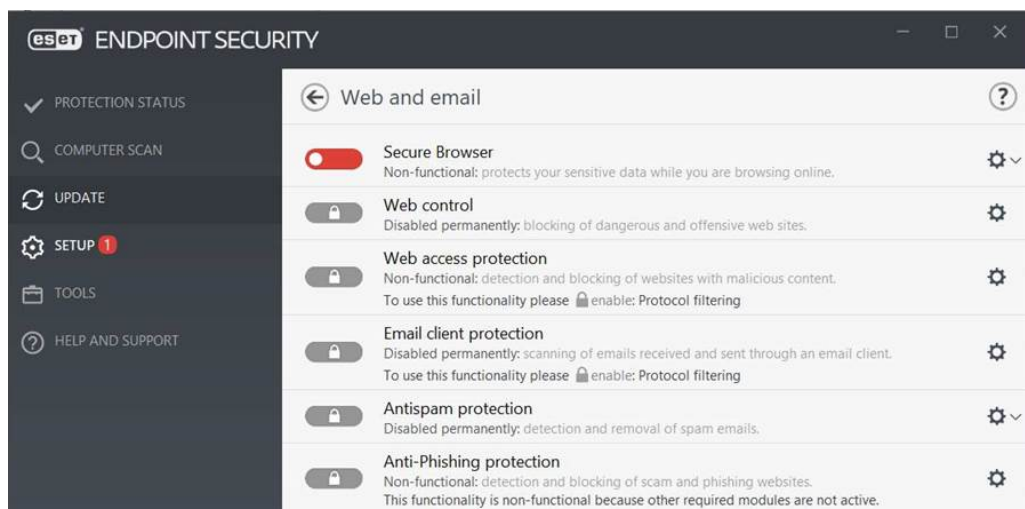 eset ENDPOINT SECURITY
PROTECTION STATUS
COMPUTER SCAN
UPDATE
SETUP 1
TOOLS
HELP AND SUPPORT
Web and email
?
Secure Browser
Non-functional: protects your sensitive data while you are browsing online.
Web control
Disabled permanently: blocking of dangerous and offensive web sites.
Web access protection
Non-functional: detection and blocking of websites with malicious content.
To use this functionality please enable: Protocol filtering
Email client protection
Disabled permanently: scanning of emails received and sent through an email client.
To use this functionality please enable: Protocol filtering
Antispam protection
Disabled permanently: detection and removal of spam emails.
Anti-Phishing protection
Non-functional: detection and blocking of scam and phishing websites.
This functionality is non-functional because other required modules are not active.